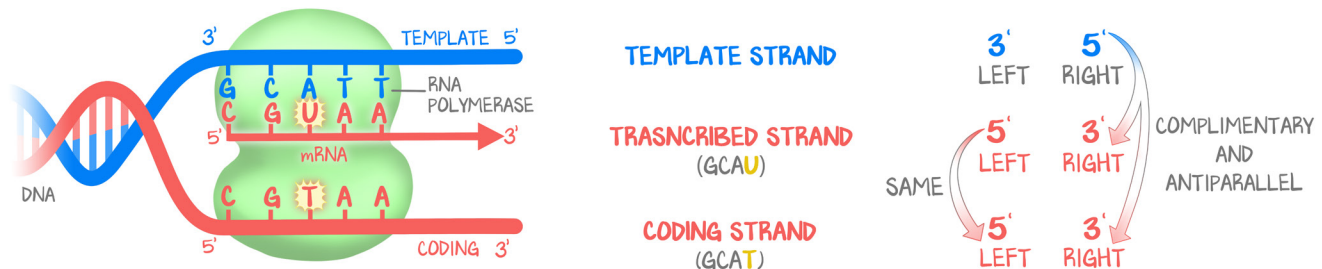 3'
TEMPLATE 5'
G C A T T
RNA
POLYMERASE
C G U A A
5'
3'
mRNA
DNA
C G T A A
5'
CODING 3'
TEMPLATE STRAND
TRASNCRIBED STRAND
(GCAU)
CODING STRAND
(GCAT)
3' 5'
LEFT RIGHT
5' 3'
LEFT RIGHT
SAME
COMPLIMENTARY
AND
ANTIPARALLEL
5' 3'
LEFT RIGHT